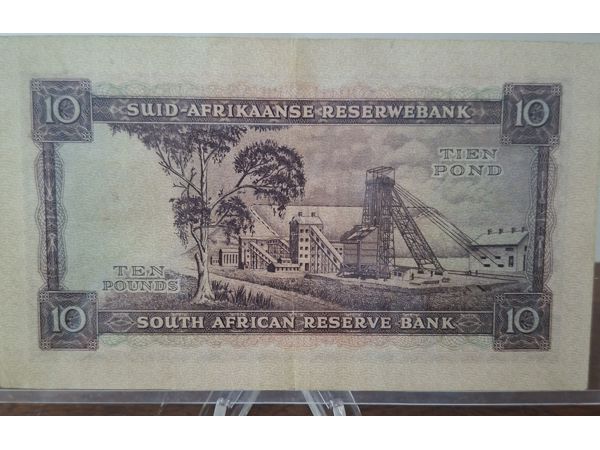 10 SUID-AFRIKAANSE RESERWEBANK 10
TIEN
POND
TEN
POUNDS
10 SOUTH AFRICAN RESERVE BANK 10